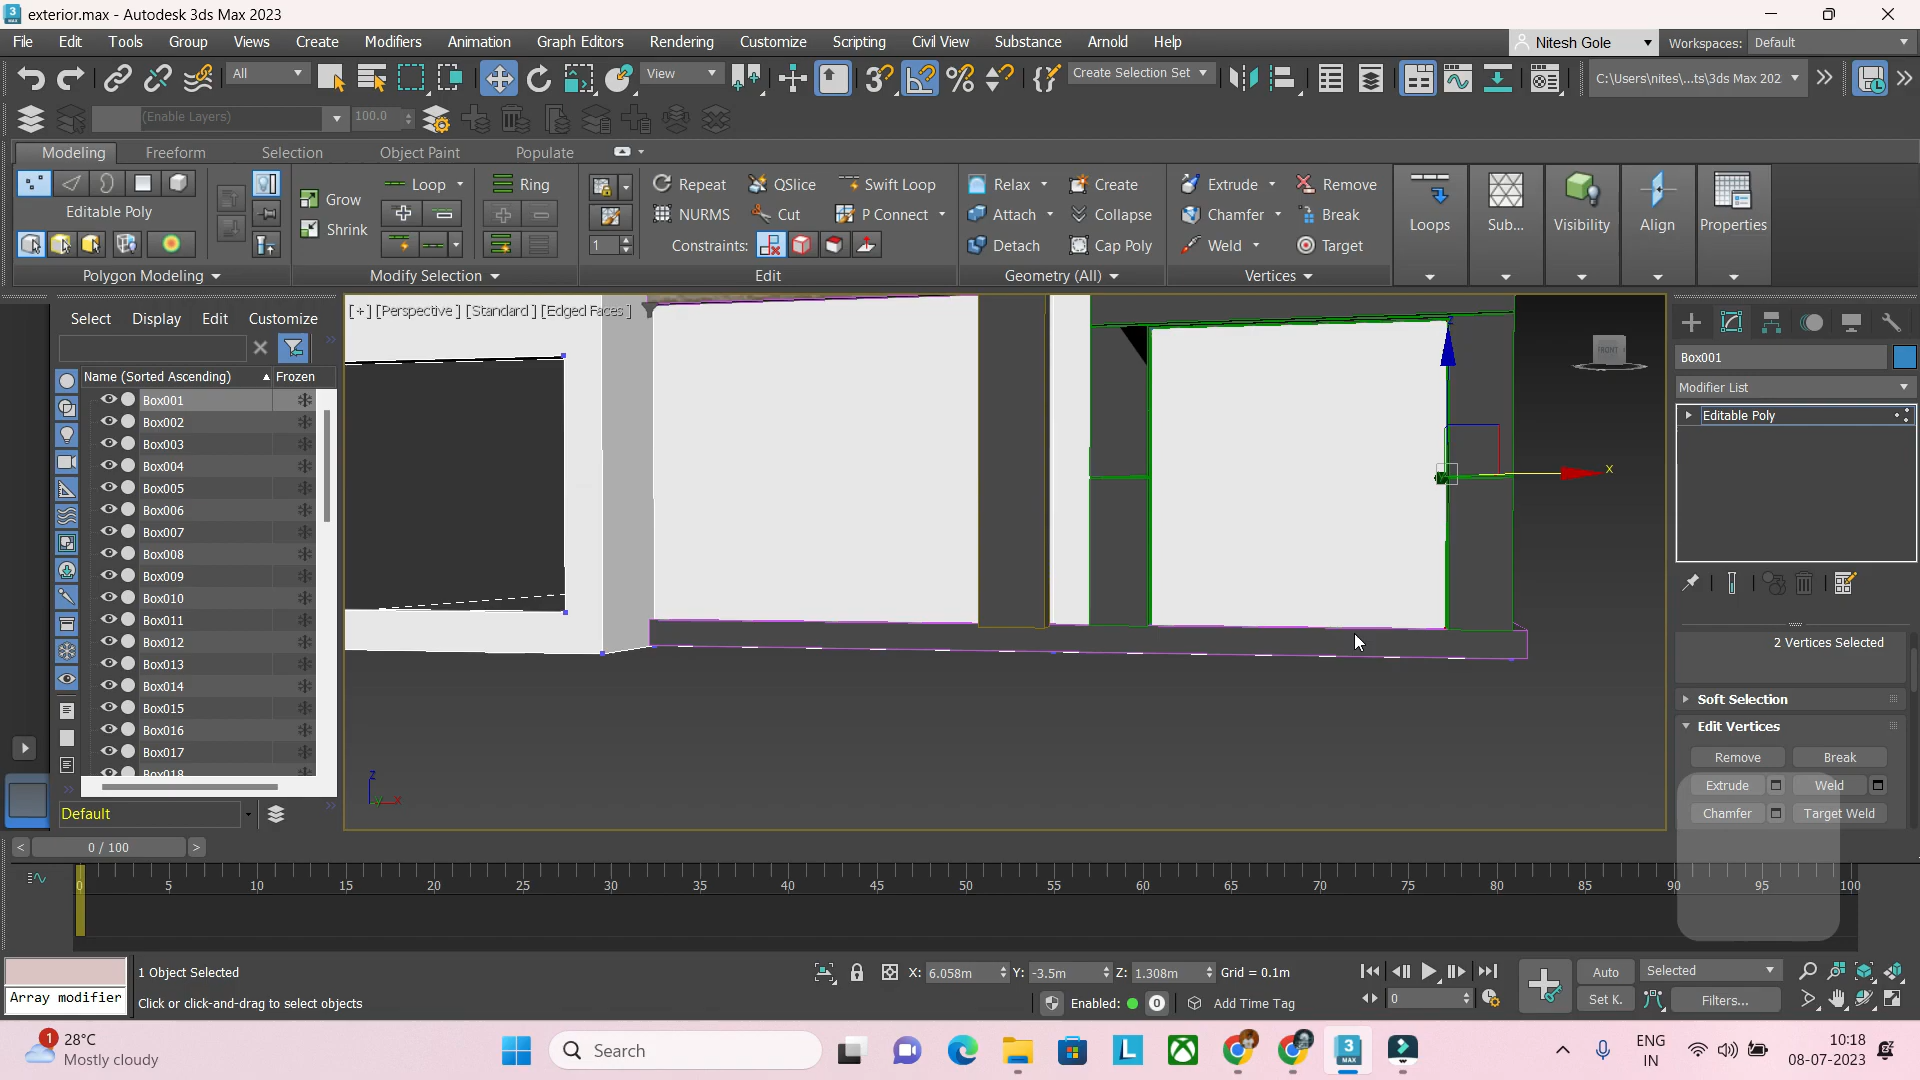 exterior.max - Autodesk 3ds Max 2023
File Edit Tools Group Views Create Modifiers Animation Graph Editors Rendering Customize Scripting Civil View Substance Arnold Help
Nitesh Gole Workspaces: Default
All View Create Selection Set C:\Users\nites\...ts\3ds Max 202
(Enable Layers) 100.0
Modeling Freeform Selection Object Paint Populate
Loop Ring Repeat QSlice Swift Loop Relax Create Extrude Remove
Editable Poly Grow NURMS Cut P Connect Attach Collapse Chamfer Break Loops Sub... Visibility Align Properties
Shrink 1 Constraints: Detach Cap Poly Weld Target
Polygon Modeling Modify Selection Edit Geometry (All) Vertices
Select Display Edit Customize
[+] [Perspective] [Standard] [Edged Faces]
FRONT
Name (Sorted Ascending) Frozen
Box001
Box002
Box003
Box004
Box005
Box006
Box007
Box008
Box009
Box010
Box011
Box012
Box013
Box014
Box015
Box016
Box017
Box018
Default
z
x
z
x
Box001
Modifier List
Editable Poly
2 Vertices Selected
Soft Selection
Edit Vertices
Remove Break
Extrude Weld
Chamfer Target Weld
< 0 / 100 >
0 5 10 15 20 25 30 35 40 45 50 55 60 65 70 75 80 85 90 95 100
1 Object Selected
Array modifier
Click or click-and-drag to select objects
X: 6.058m Y: -3.5m Z: 1.308m Grid = 0.1m
Enabled: 0 Add Time Tag
0
Auto Selected
Set K. Filters...
1 28°C
Mostly cloudy
Search
3 MAX
ENG
IN
10:18
08-07-2023